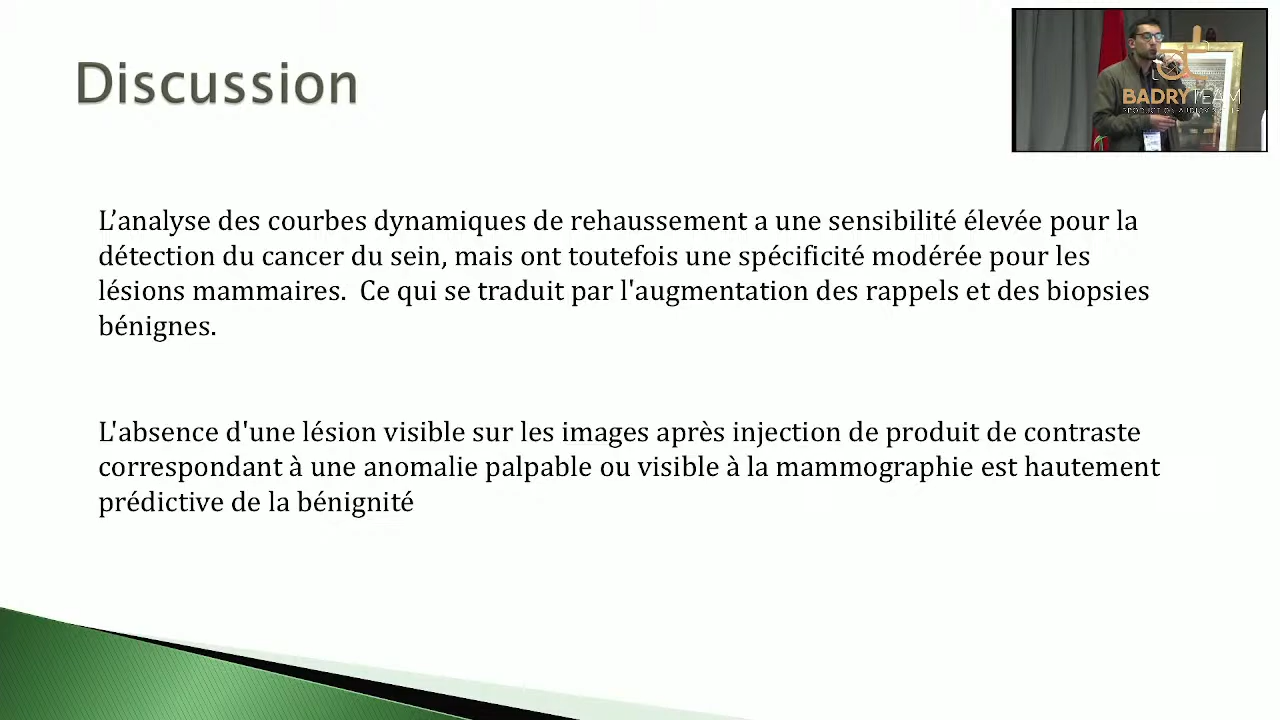 Discussion
BADRYTEAM
L’analyse des courbes dynamiques de rehaussement a une sensibilité élevée pour la
détection du cancer du sein, mais ont toutefois une spécificité modérée pour les
lésions mammaires.  Ce qui se traduit par l'augmentation des rappels et des biopsies
bénignes.
L'absence d'une lésion visible sur les images après injection de produit de contraste
correspondant à une anomalie palpable ou visible à la mammographie est hautement
prédictive de la bénignité